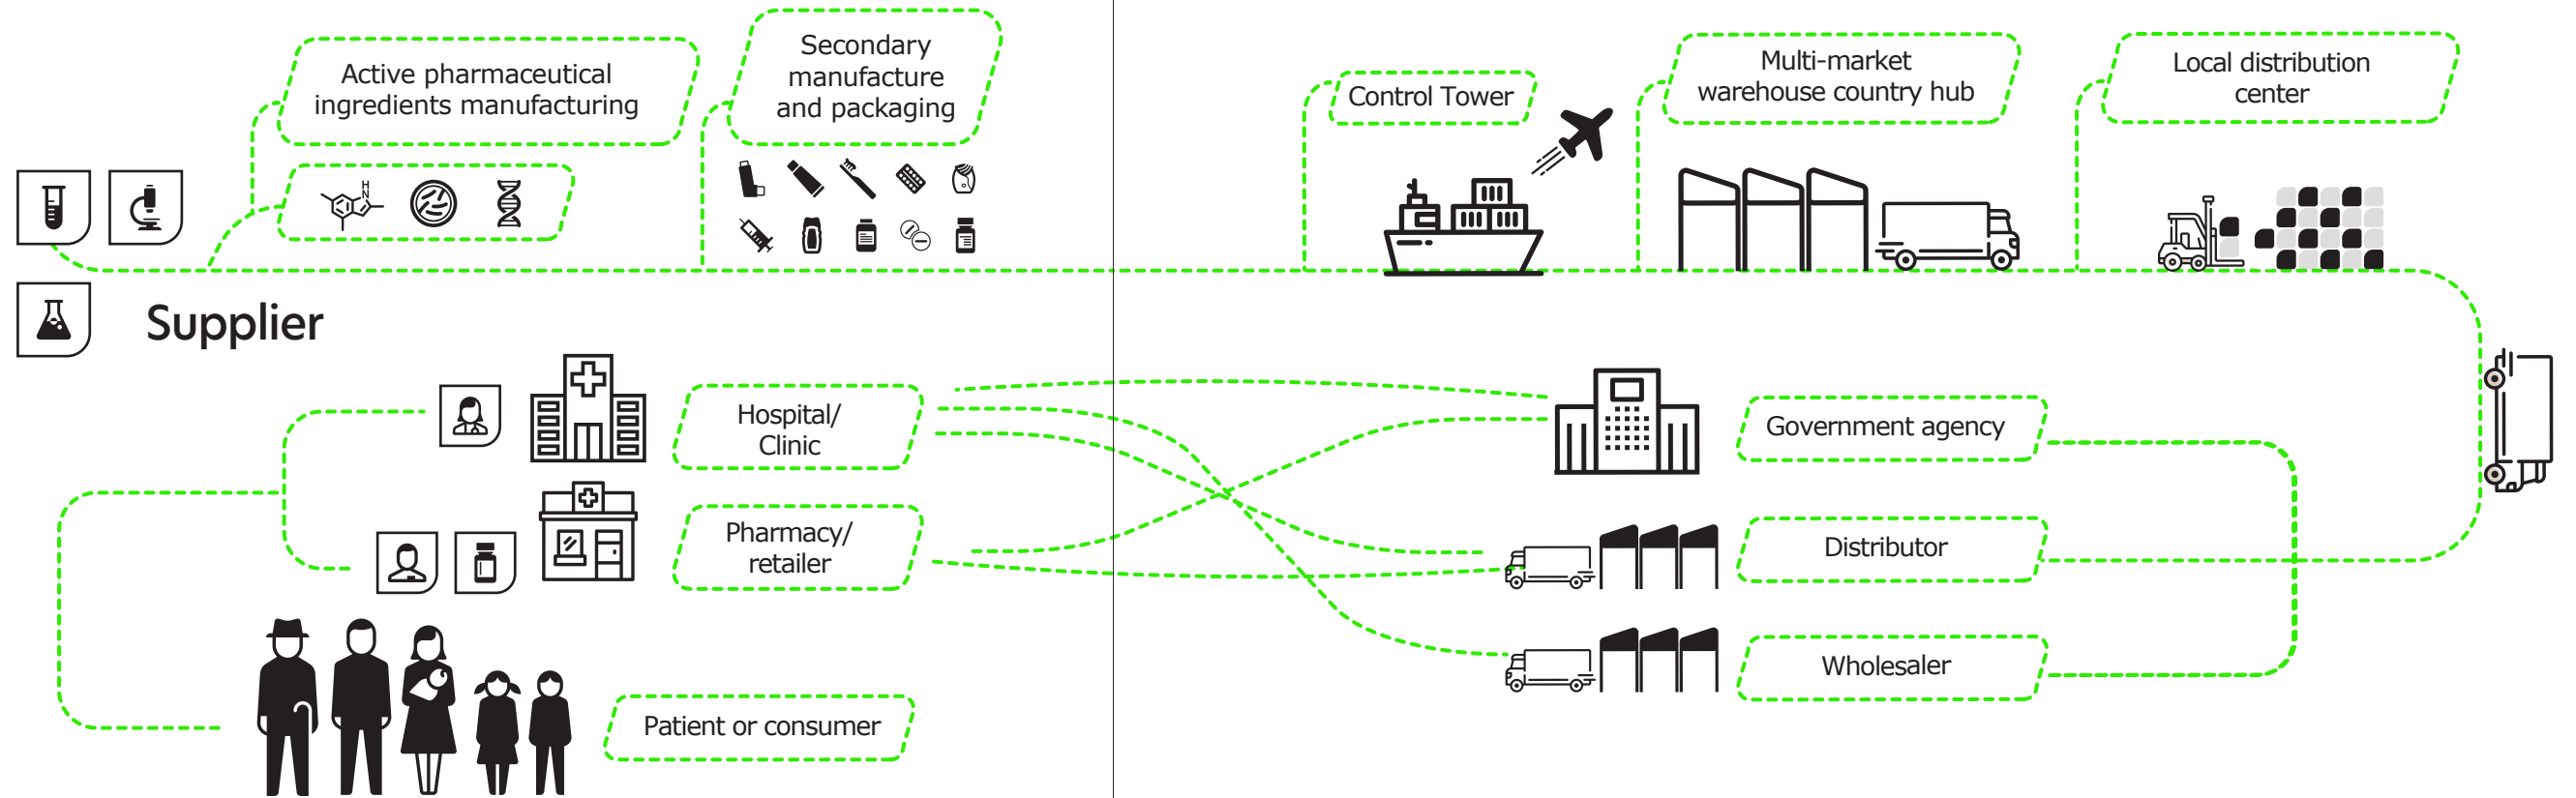 Active pharmaceutical
ingredients manufacturing
Secondary
manufacture
and packaging
Control Tower
Multi-market
warehouse country hub
Local distribution
center
H
N
Supplier
Hospital/
Clinic
Government agency
Pharmacy/
retailer
Distributor
Wholesaler
Patient or consumer